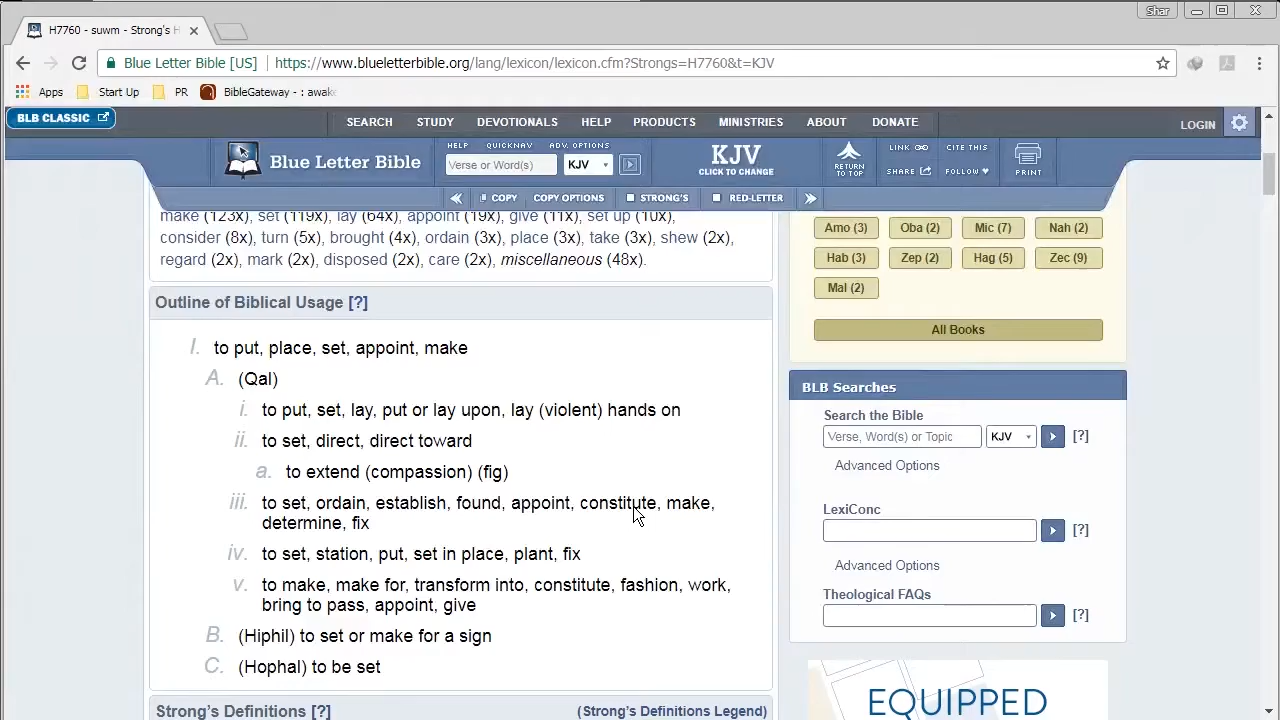 Shar
H7760 - suwm - Strong's H
Blue Letter Bible [US] https://www.blueletterbible.org/lang/lexicon/lexicon.cfm?Strongs=H7760&t=KJV
Apps Start Up PR BibleGateway - : awake
BLB CLASSIC
SEARCH STUDY DEVOTIONALS HELP PRODUCTS MINISTRIES ABOUT DONATE LOGIN
HELP QUICKNAV ADV. OPTIONS
Blue Letter Bible Verse or Word(s) KJV
KJV
CLICK TO CHANGE
RETURN
TO TOP
LINK CITE THIS
SHARE FOLLOW
PRINT
COPY COPY OPTIONS STRONG'S RED-LETTER
make (123x), set (119x), lay (64x), appoint (19x), give (11x), set up (10x),
consider (8x), turn (5x), brought (4x), ordain (3x), place (3x), take (3x), shew (2x),
regard (2x), mark (2x), disposed (2x), care (2x), miscellaneous (48x).
Outline of Biblical Usage [?]
I. to put, place, set, appoint, make
A. (Qal)
i. to put, set, lay, put or lay upon, lay (violent) hands on
ii. to set, direct, direct toward
a. to extend (compassion) (fig)
iii. to set, ordain, establish, found, appoint, constitute, make,
determine, fix
iv. to set, station, put, set in place, plant, fix
v. to make, make for, transform into, constitute, fashion, work,
bring to pass, appoint, give
B. (Hiphil) to set or make for a sign
C. (Hophal) to be set
Strong's Definitions [?] (Strong's Definitions Legend)
Amo (3) Oba (2) Mic (7) Nah (2)
Hab (3) Zep (2) Hag (5) Zec (9)
Mal (2)
All Books
BLB Searches
Search the Bible
Verse, Word(s) or Topic KJV [?]
Advanced Options
LexiConc
[?]
Advanced Options
Theological FAQs
[?]
EQUIPPED